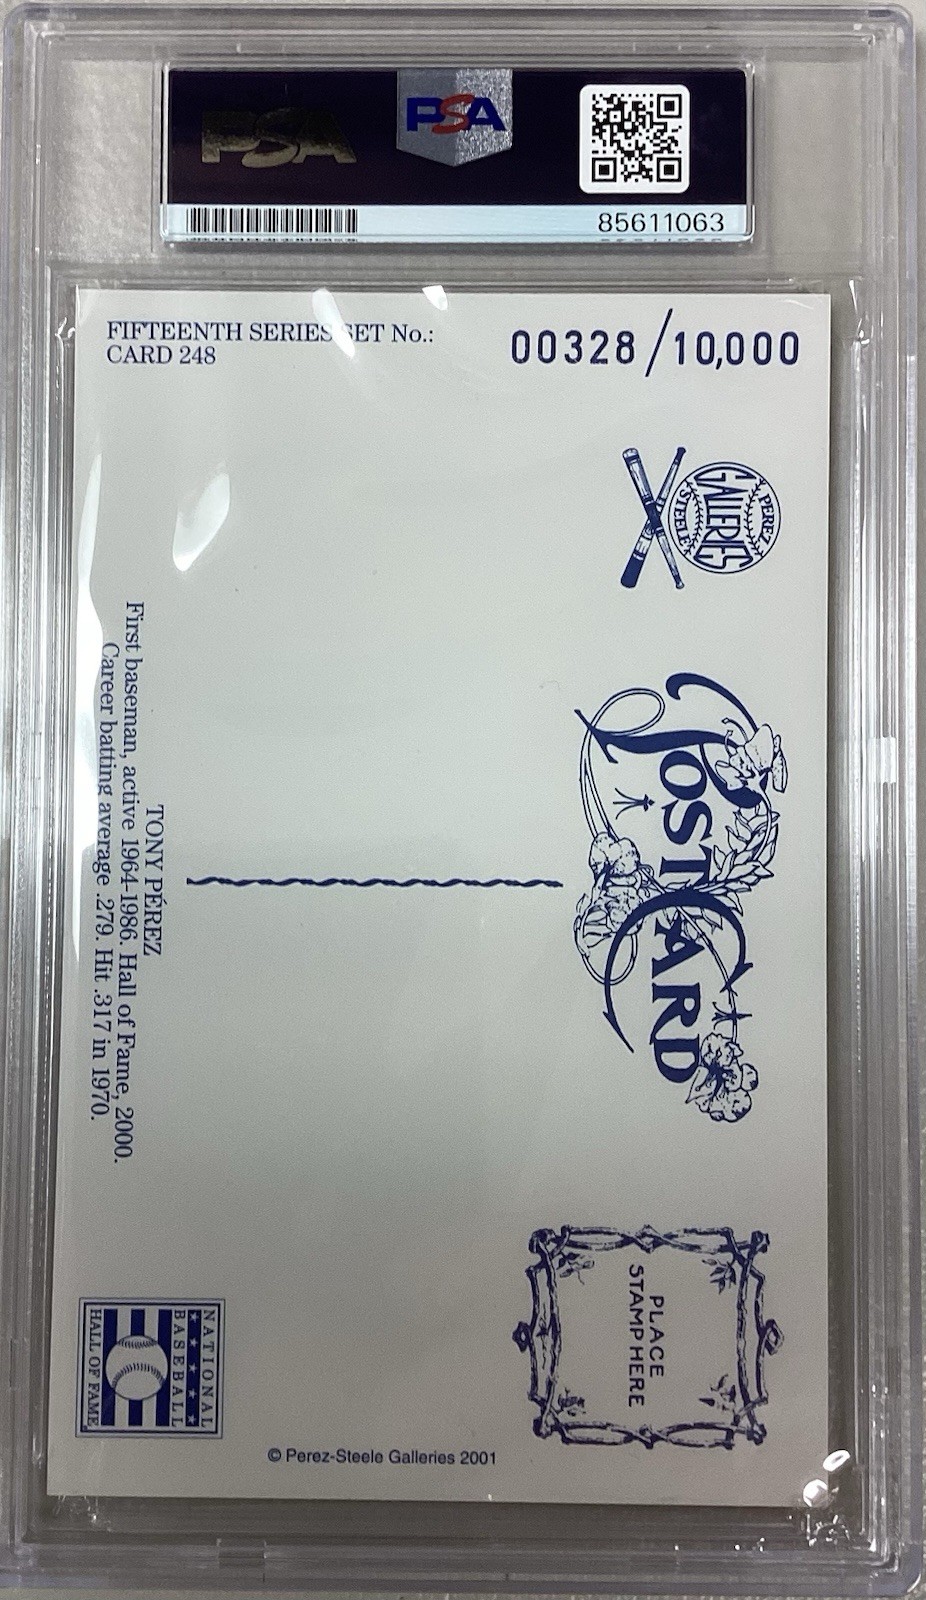 PSA
PSA
85611063
FIFTEENTH SERIES SET No.:
CARD 248
00328/10,000
PEREZ
GALLERIES
STEELE
POST CARD
TONY PÉREZ
First baseman, active 1964-1986. Hall of Fame, 2000.
Career batting average .279. Hit .317 in 1970.
PLACE
STAMP HERE
NATIONAL
BASEBALL
HALL OF FAME
© Perez-Steele Galleries 2001